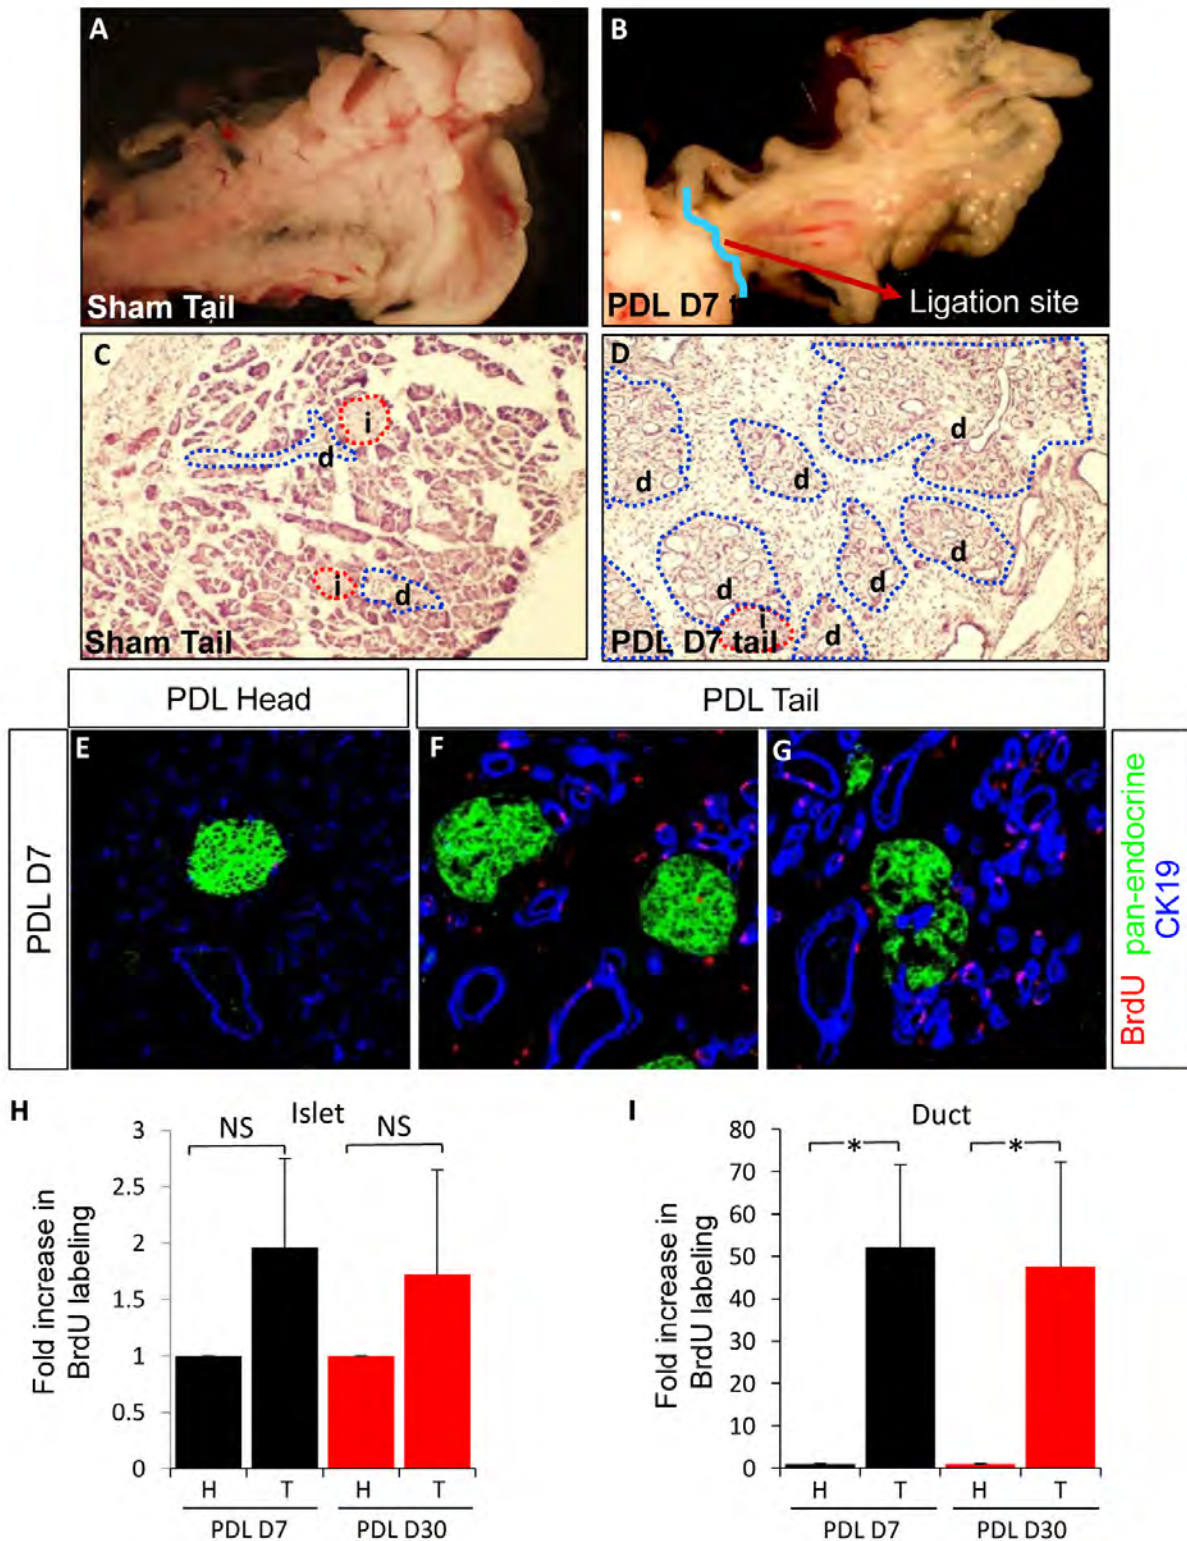 A
Sham Tail
B
PDL D7 t
Ligation site
C
i
d
i
d
Sham Tail
D
d
d
d
d
d
d
i
d
PDL D7 tail
PDL Head
PDL Tail
PDL D7
E
F
G
BrdU pan-endocrine
CK19
H
Islet
NS
NS
Fold increase in
BrdU labeling
3
2.5
2
1.5
1
0.5
0
H
T
H
T
PDL D7
PDL D30
I
Duct
*
*
Fold increase in
BrdU labeling
80
70
60
50
40
30
20
10
0
H
T
H
T
PDL D7
PDL D30